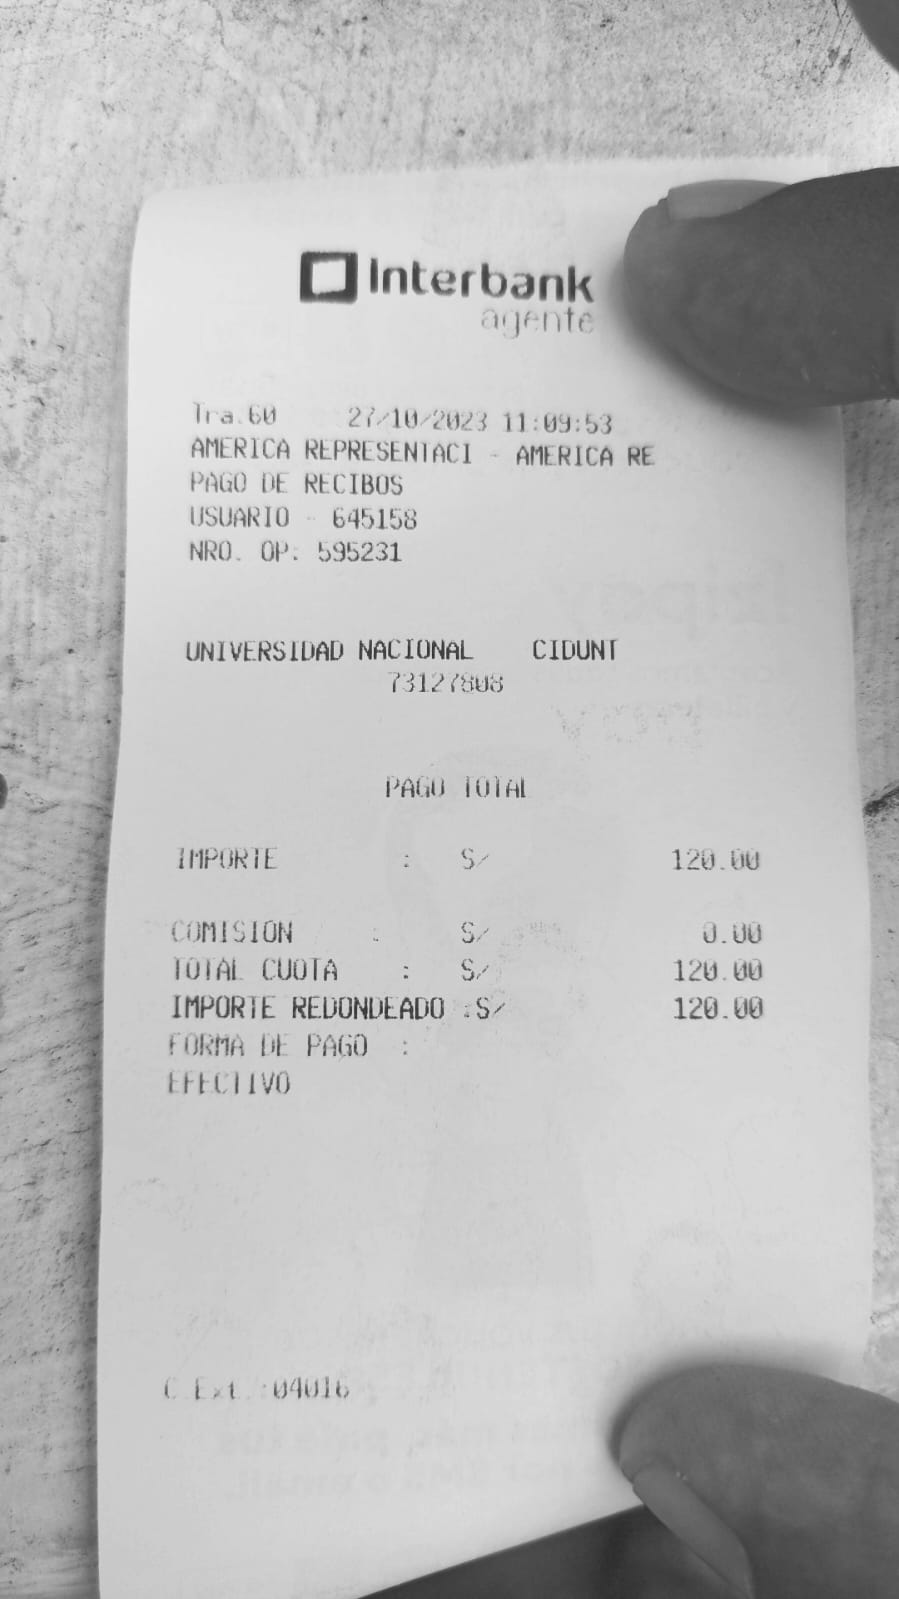 Interbank
agente
Tra.60 27/10/2023 11:09:53
AMERICA REPRESENTACI - AMERICA RE
PAGO DE RECIBOS
USUARIO - 645158
NRO. OP: 595231
UNIVERSIDAD NACIONAL CIDUNT
73127808
PAGO TOTAL
IMPORTE : S/ 120.00
COMISION : S/ 0.00
TOTAL CUOTA : S/ 120.00
IMPORTE REDONDEADO :S/ 120.00
FORMA DE PAGO :
EFECTIVO
C.Ext.:04016